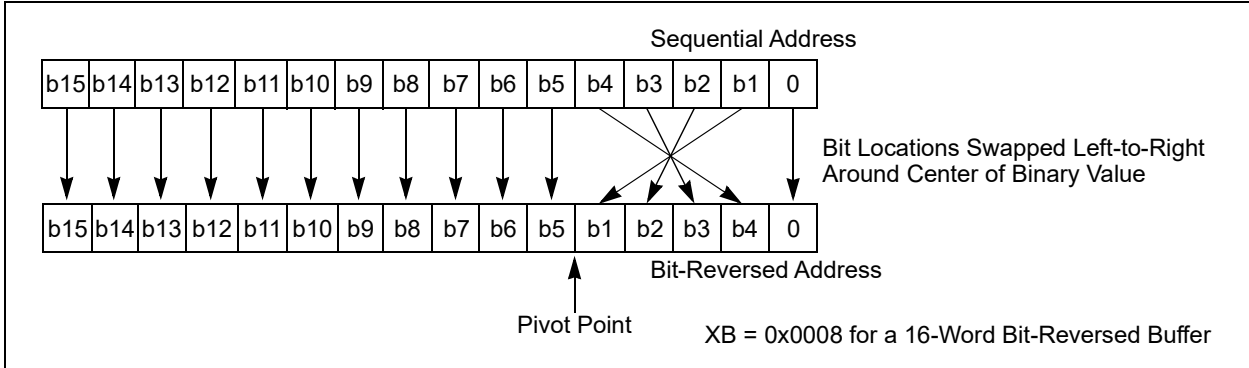 Sequential Address
b15 b14 b13 b12 b11 b10 b9 b8 b7 b6 b5 b4 b3 b2 b1 0
Bit Locations Swapped Left-to-Right
Around Center of Binary Value
b15 b14 b13 b12 b11 b10 b9 b8 b7 b6 b5 b1 b2 b3 b4 0
Bit-Reversed Address
Pivot Point
XB = 0x0008 for a 16-Word Bit-Reversed Buffer